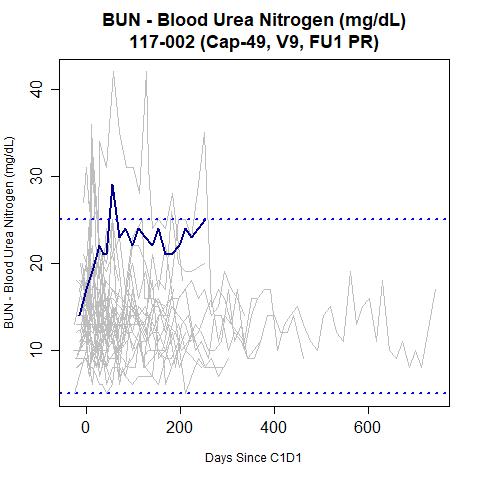 BUN - Blood Urea Nitrogen (mg/dL)
117-002 (Cap-49, V9, FU1 PR)
BUN - Blood Urea Nitrogen (mg/dL)
40
30
20
10
0
200
400
600
Days Since C1D1